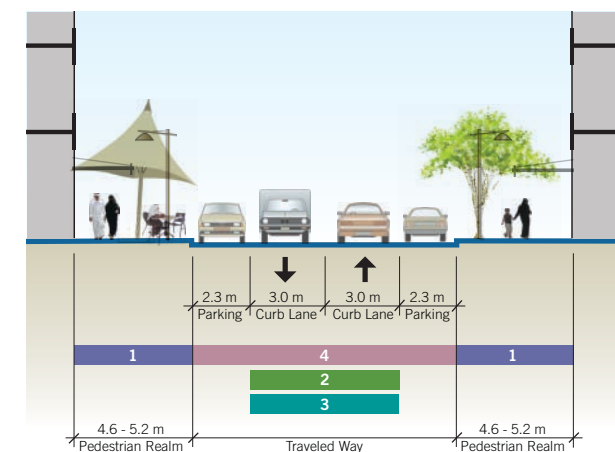 2.3 m 3.0 m 3.0 m 2.3 m
Parking Curb Lane Curb Lane Parking
1 4 1
2
3
4.6 - 5.2 m 4.6 - 5.2 m
Pedestrian Realm Traveled Way Pedestrian Realm